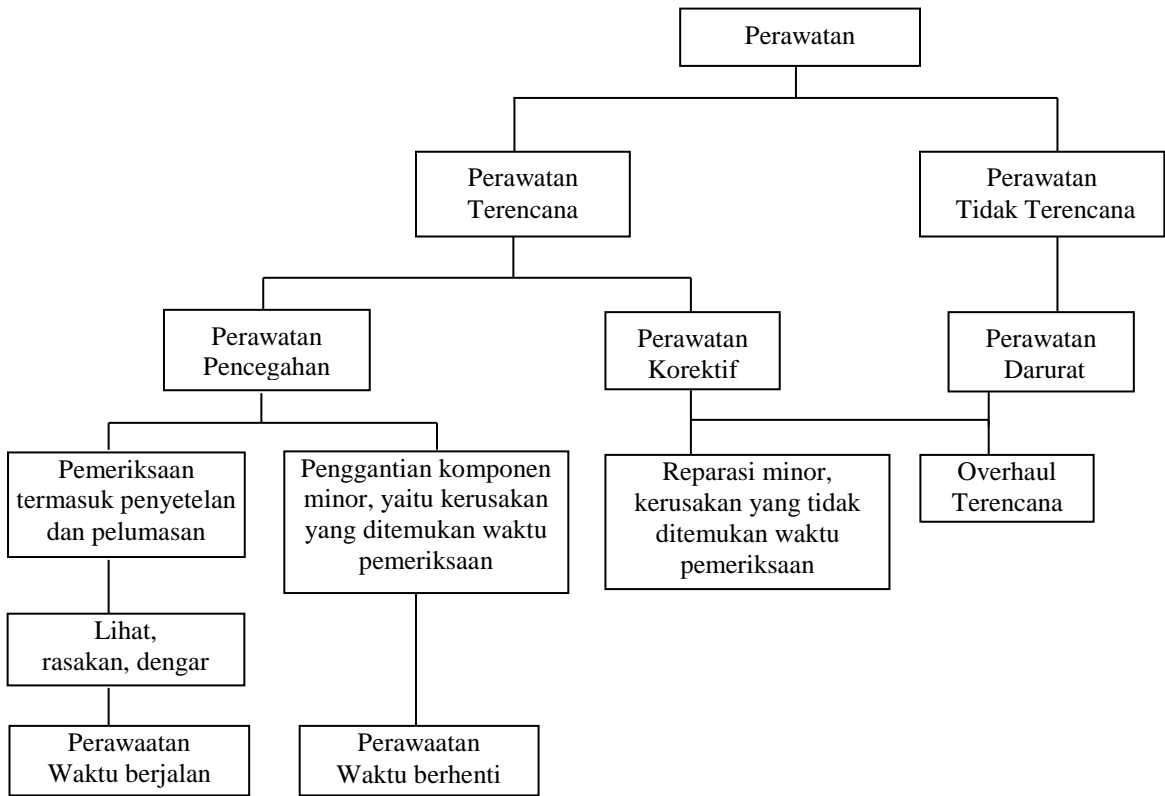 Perawatan
Perawatan
Terencana
Perawatan
Tidak Terencana
Perawatan
Pencegahan
Perawatan
Korektif
Perawatan
Darurat
Pemeriksaan
termasuk penyetelan
dan pelumasan
Penggantian komponen
minor, yaitu kerusakan
yang ditemukan waktu
pemeriksaan
Reparasi minor,
kerusakan yang tidak
ditemukan waktu
pemeriksaan
Overhaul
Terencana
Lihat,
rasakan, dengar
Perawaatan
Waktu berjalan
Perawaatan
Waktu berhenti